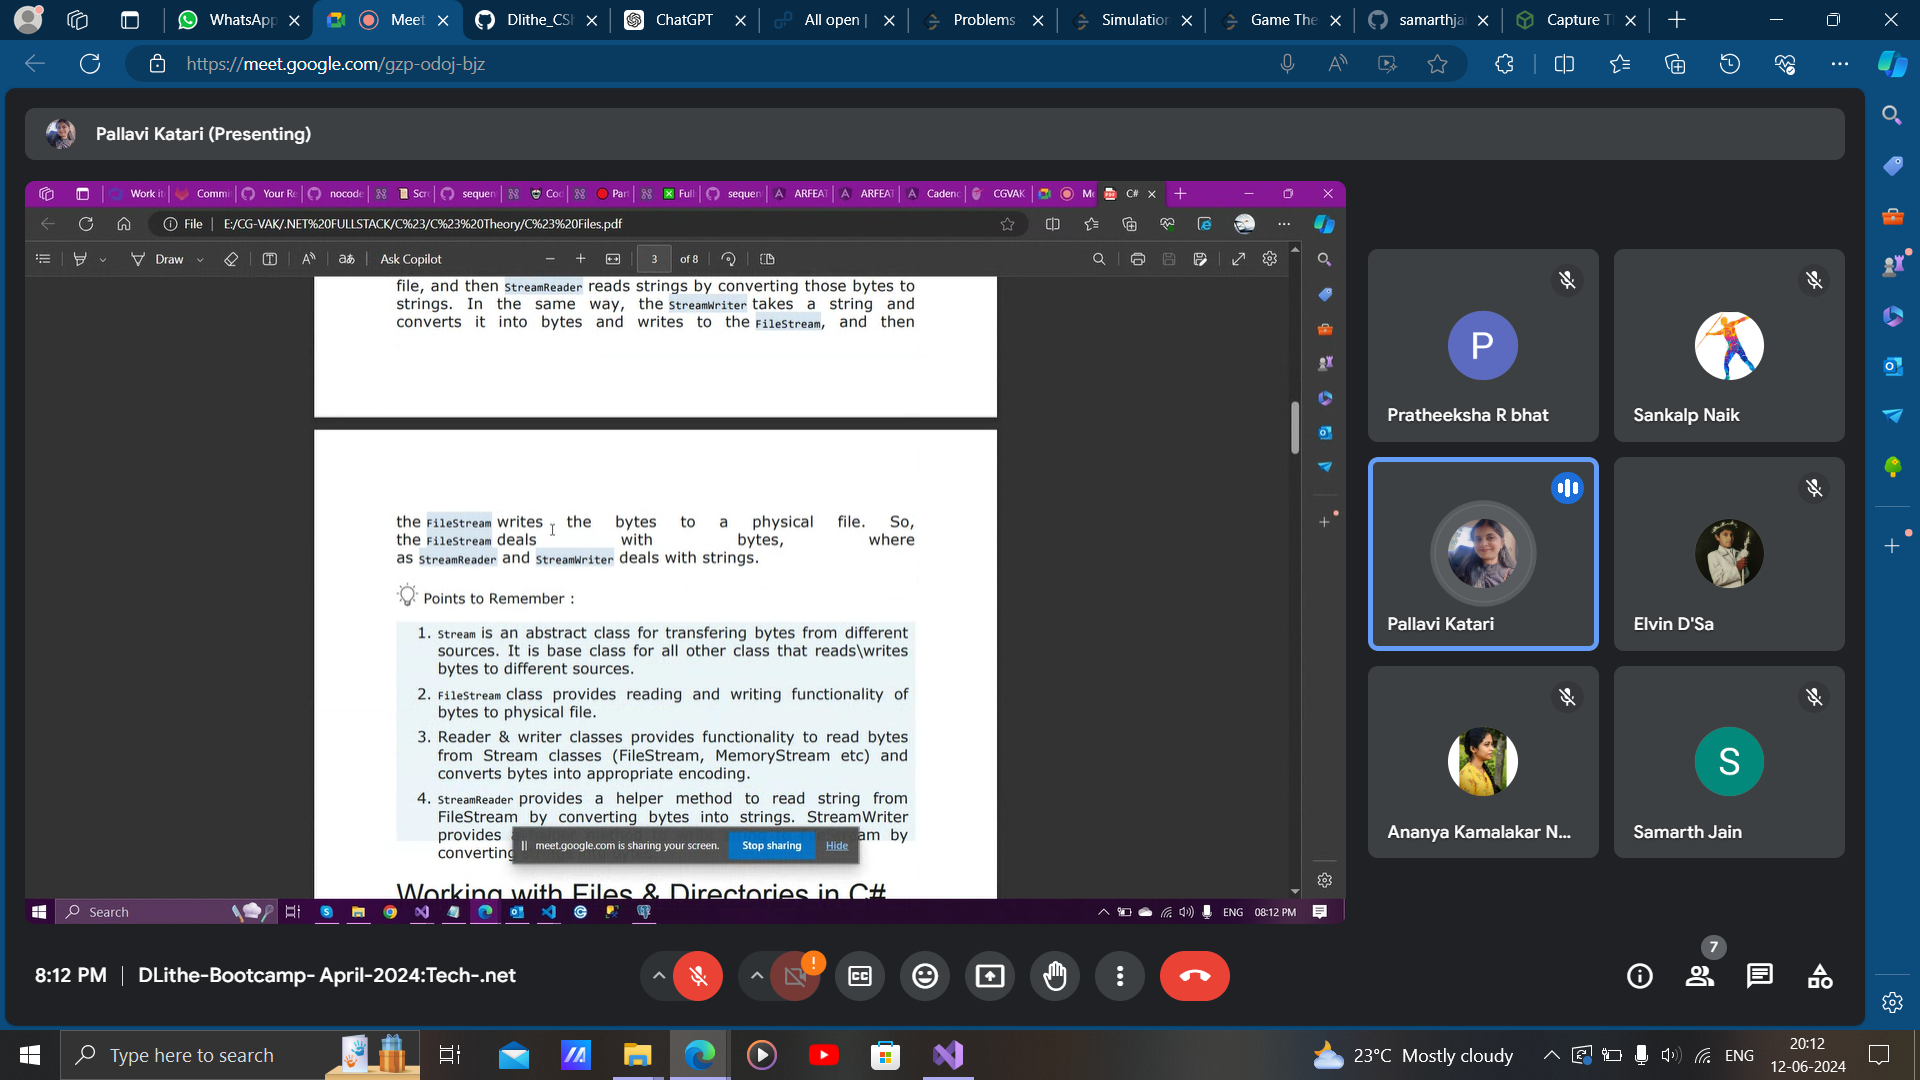 WhatsApp
Meet
Dlithe_CSH
ChatGPT
All open |
Problems
Simulation
Game The
samarthja
Capture T
https://meet.google.com/gzp-odoj-bjz
Pallavi Katari (Presenting)
Work it
Commi
Your Re
nocode
Scr
sequen
Cod
Part
Full
sequen
ARFEAT
ARFEAT
Cadenc
CGVAK
Me
C#
File
E:/CG-VAK/.NET%20FULLSTACK/C%23/C%23%20Theory/C%23%20Files.pdf
Draw
Ask Copilot
3 of 8
file, and then StreamReader reads strings by converting those bytes to
strings. In the same way, the StreamWriter takes a string and
converts it into bytes and writes to the FileStream, and then
the FileStream writes the bytes to a physical file. So,
the FileStream deals with bytes, where
as StreamReader and StreamWriter deals with strings.
Points to Remember :
1. Stream is an abstract class for transfering bytes from different
sources. It is base class for all other class that reads\writes
bytes to different sources.
2. FileStream class provides reading and writing functionality of
bytes to physical file.
3. Reader & writer classes provides functionality to read bytes
from Stream classes (FileStream, MemoryStream etc) and
converts bytes into appropriate encoding.
4. StreamReader provides a helper method to read string from
FileStream by converting bytes into strings. StreamWriter
provides
am by
converting
meet.google.com is sharing your screen.
Stop sharing
Hide
Working with Files & Directories in C#
Search
ENG
08:12 PM
P
Pratheeksha R bhat
Sankalp Naik
Pallavi Katari
Elvin D'Sa
Ananya Kamalakar N...
S
Samarth Jain
8:12 PM
DLithe-Bootcamp- April-2024:Tech-.net
CC
7
Type here to search
23°C Mostly cloudy
ENG
20:12
12-06-2024